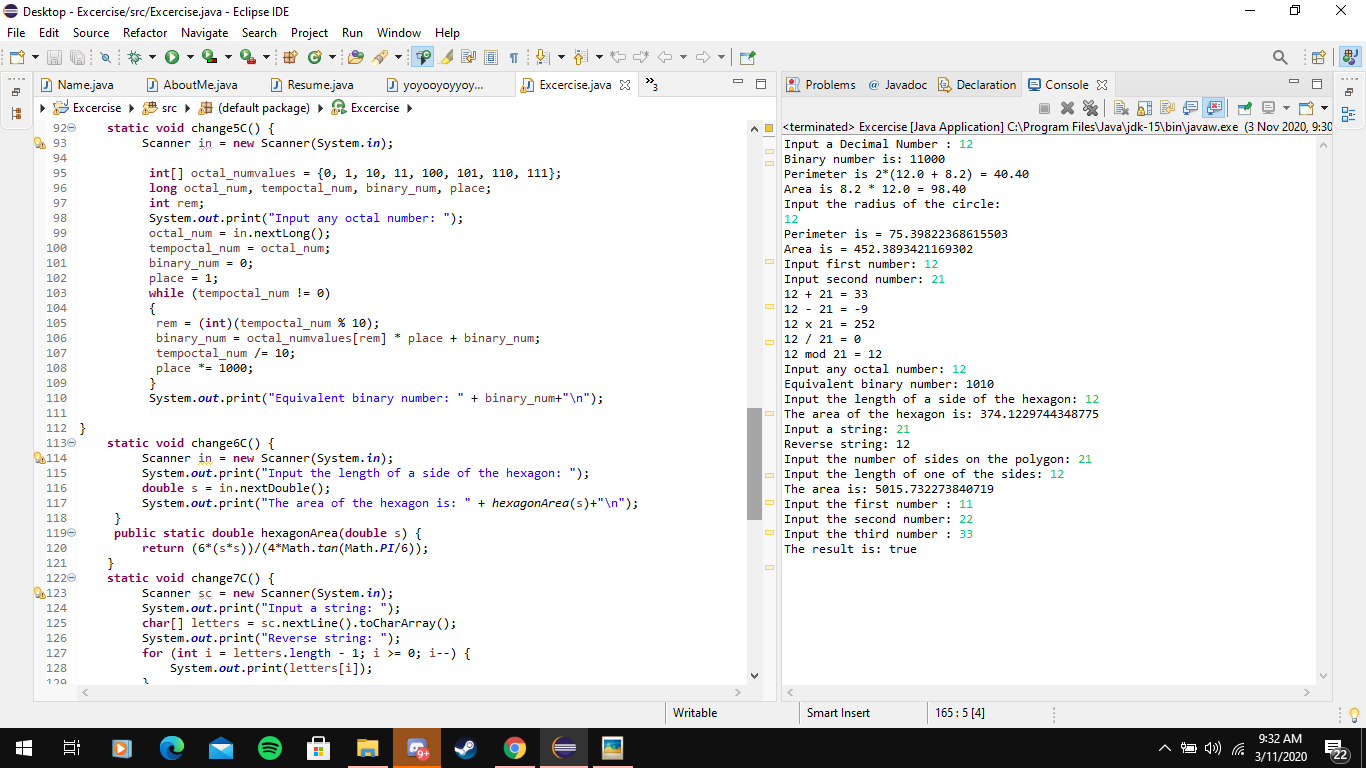 Desktop - Excercise/src/Excercise.java - Eclipse IDE
File Edit Source Refactor Navigate Search Project Run Window Help
Name.java AboutMe.java Resume.java yoyooyoyyoy... Excercise.java »3
Excercise src (default package) Excercise
92 static void change5C() {
93 Scanner in = new Scanner(System.in);
94
95 int[] octal_numvalues = {0, 1, 10, 11, 100, 101, 110, 111};
96 long octal_num, tempoctal_num, binary_num, place;
97 int rem;
98 System.out.print("Input any octal number: ");
99 octal_num = in.nextLong();
100 tempoctal_num = octal_num;
101 binary_num = 0;
102 place = 1;
103 while (tempoctal_num != 0)
104 {
105 rem = (int)(tempoctal_num % 10);
106 binary_num = octal_numvalues[rem] * place + binary_num;
107 tempoctal_num /= 10;
108 place *= 1000;
109 }
110 System.out.print("Equivalent binary number: " + binary_num+"\n");
111
112 }
113 static void change6C() {
114 Scanner in = new Scanner(System.in);
115 System.out.print("Input the length of a side of the hexagon: ");
116 double s = in.nextDouble();
117 System.out.print("The area of the hexagon is: " + hexagonArea(s)+"\n");
118 }
119 public static double hexagonArea(double s) {
120 return (6*(s*s))/(4*Math.tan(Math.PI/6));
121 }
122 static void change7C() {
123 Scanner sc = new Scanner(System.in);
124 System.out.print("Input a string: ");
125 char[] letters = sc.nextLine().toCharArray();
126 System.out.print("Reverse string: ");
127 for (int i = letters.length - 1; i >= 0; i--) {
128 System.out.print(letters[i]);
129 }
Problems @ Javadoc Declaration Console
<terminated> Excercise [Java Application] C:\Program Files\Java\jdk-15\bin\javaw.exe (3 Nov 2020, 9:30
Input a Decimal Number : 12
Binary number is: 11000
Perimeter is 2*(12.0 + 8.2) = 40.40
Area is 8.2 * 12.0 = 98.40
Input the radius of the circle:
12
Perimeter is = 75.39822368615503
Area is = 452.3893421169302
Input first number: 12
Input second number: 21
12 + 21 = 33
12 - 21 = -9
12 x 21 = 252
12 / 21 = 0
12 mod 21 = 12
Input any octal number: 12
Equivalent binary number: 1010
Input the length of a side of the hexagon: 12
The area of the hexagon is: 374.1229744348775
Input a string: 21
Reverse string: 12
Input the number of sides on the polygon: 21
Input the length of one of the sides: 12
The area is: 5015.732273840719
Input the first number : 11
Input the second number: 22
Input the third number : 33
The result is: true
Writable Smart Insert 165 : 5 [4]
9+
9:32 AM
3/11/2020
22